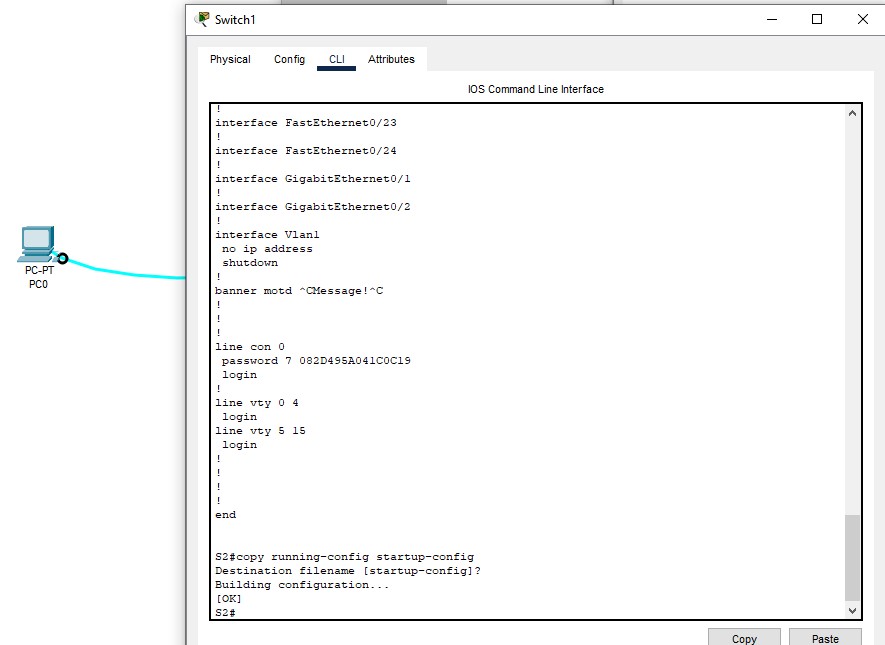 Switch1
Physical
Config
CLI
Attributes
IOS Command Line Interface
!
interface FastEthernet0/23
!
interface FastEthernet0/24
!
interface GigabitEthernet0/1
!
interface GigabitEthernet0/2
!
interface Vlan1
no ip address
shutdown
!
banner motd ^CMessage!^C
!
!
!
line con 0
password 7 082D495A041C0C19
login
!
line vty 0 4
login
line vty 5 15
login
!
!
!
!
end
S2#copy running-config startup-config
Destination filename [startup-config]?
Building configuration...
[OK]
S2#
Copy
Paste
PC-PT
PC0